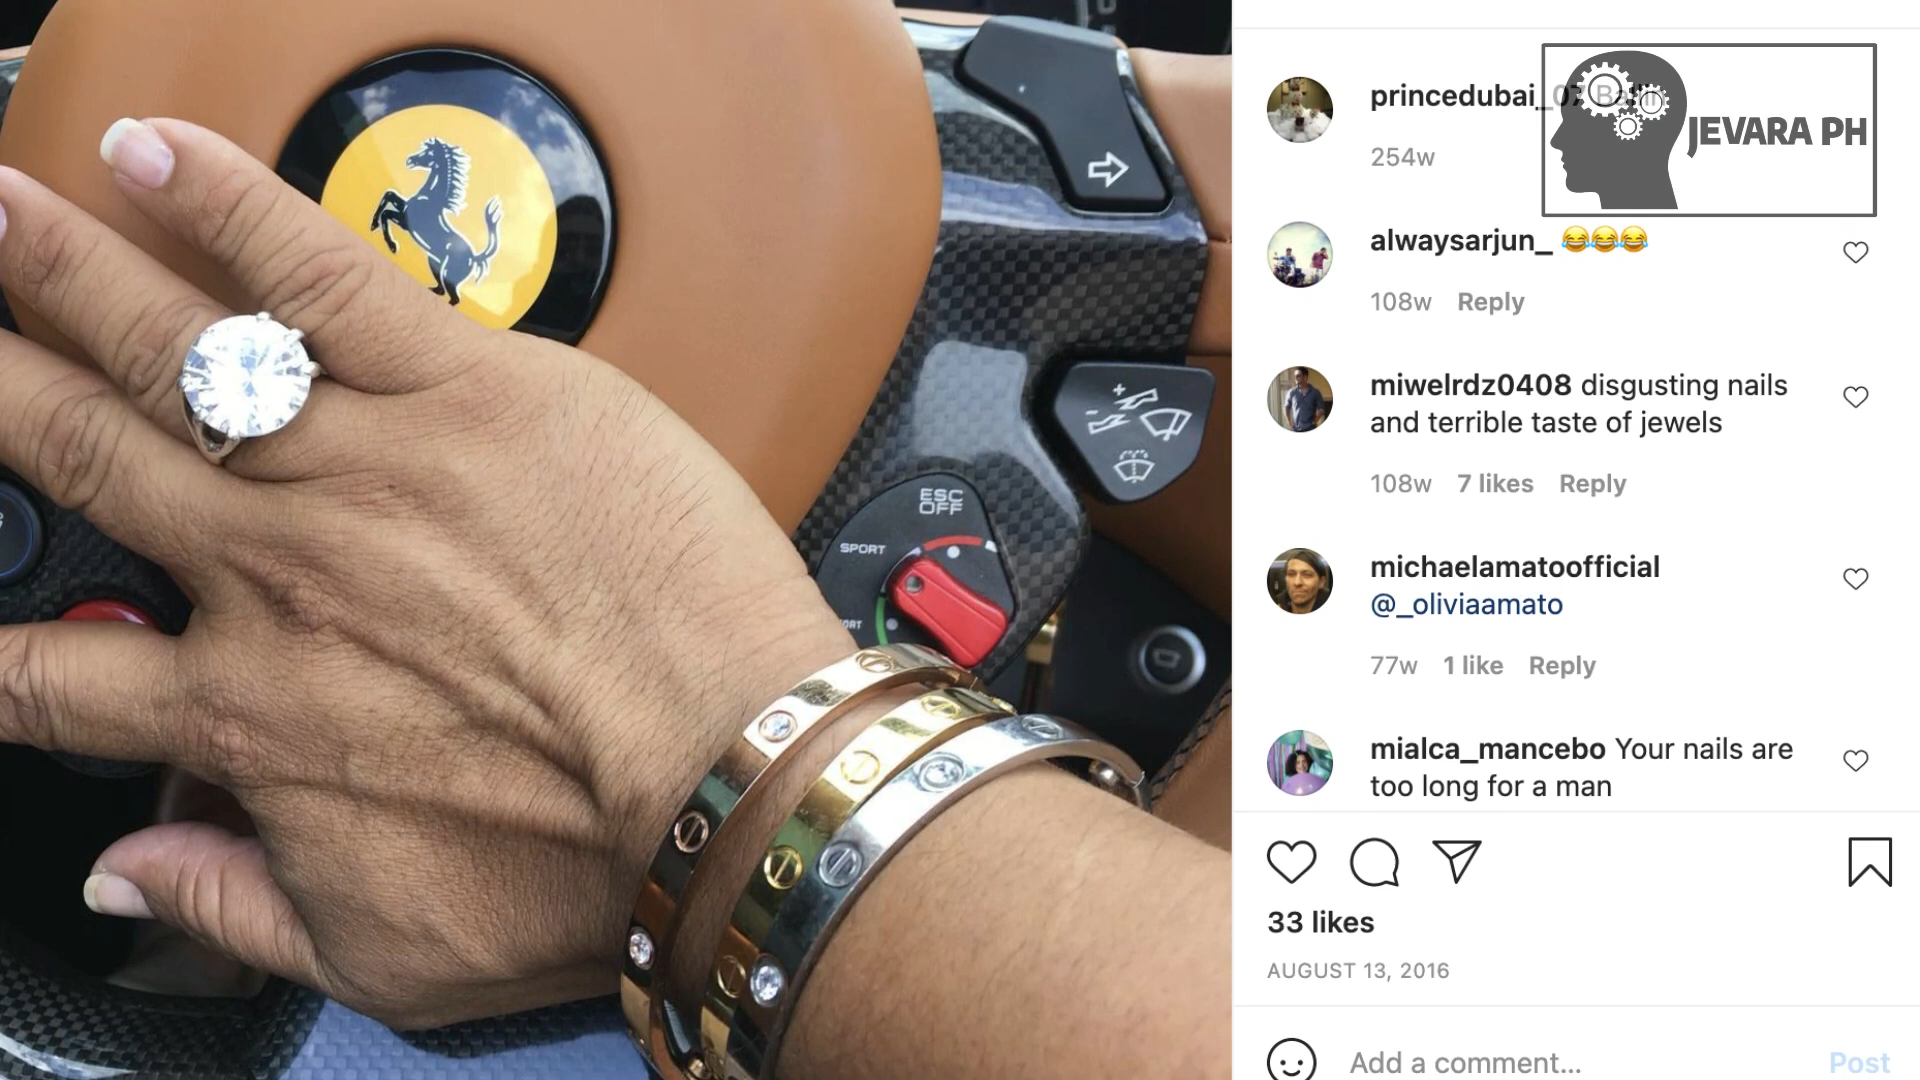 ESC
OFF
SPORT
princedubai_07 Ballin
254w
JEVARA PH
alwaysarjun_ 😂😂😂
108w Reply
miwelrdz0408 disgusting nails
and terrible taste of jewels
108w 7 likes Reply
michaelamatoofficial
@_oliviaamato
77w 1 like Reply
mialca_mancebo Your nails are
too long for a man
33 likes
AUGUST 13, 2016
Add a comment... Post